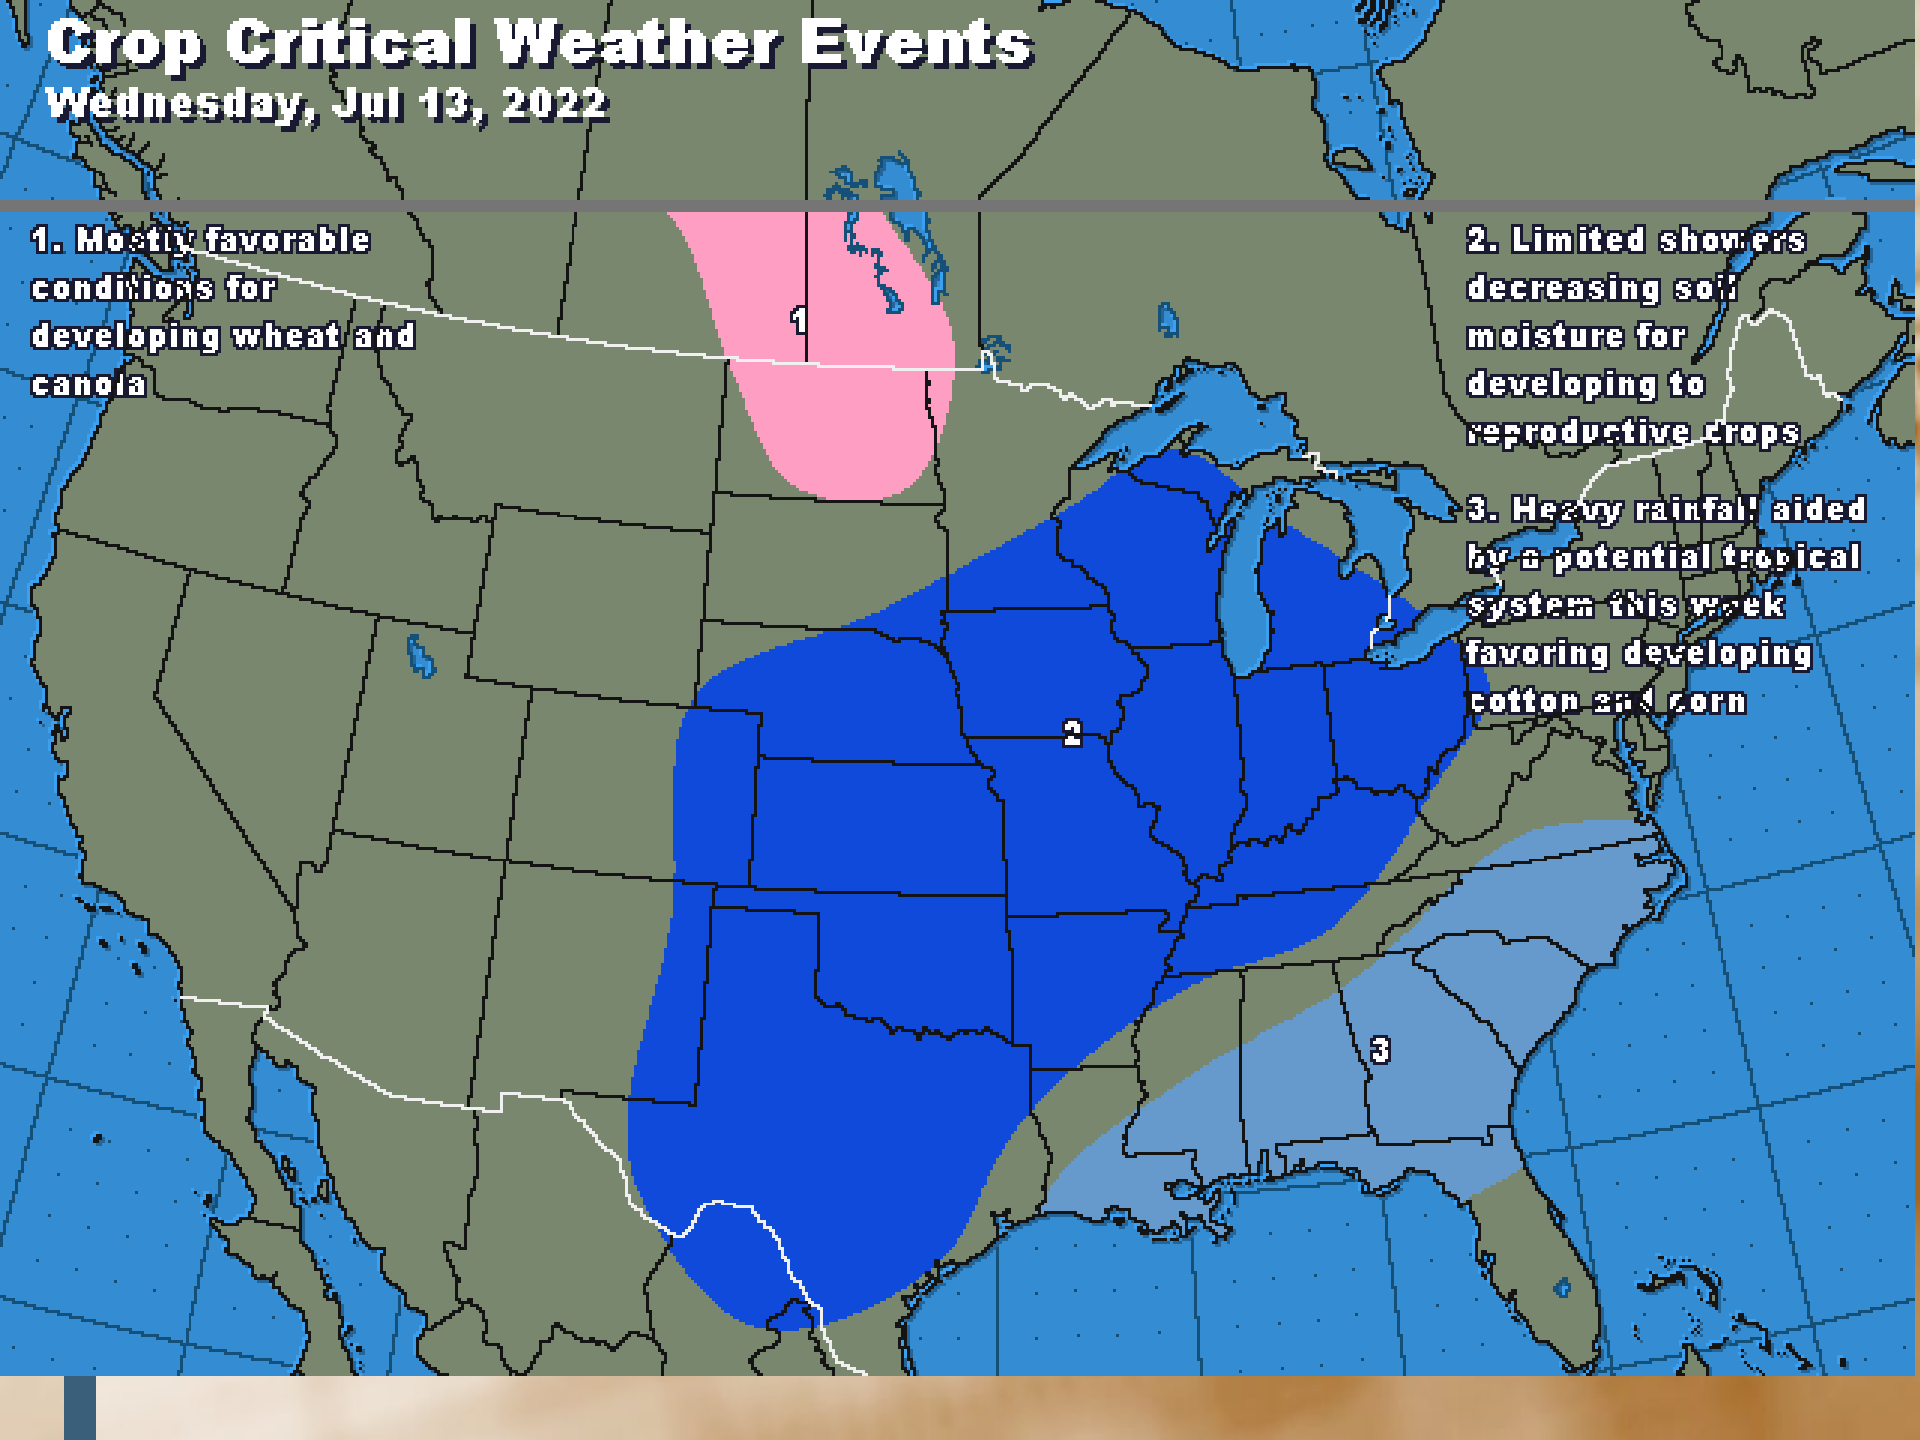 Crop Critical Weather Events
Wednesday, Jul 13, 2022
1. Mostly favorable
conditions for
developing wheat and
canola
2. Limited showers
decreasing soil
moisture for
developing to
reproductive crops
3. Heavy rainfall aided
by a potential tropical
system this week
favoring developing
cotton and corn
1
2
3